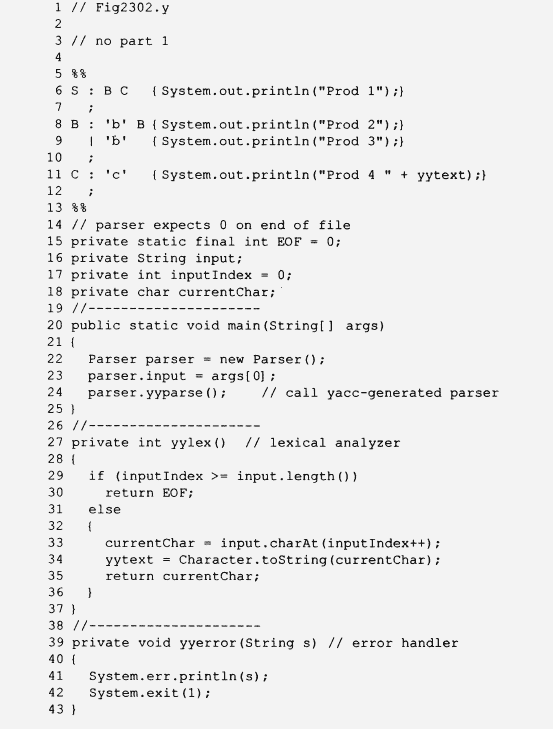 1 // Fig2302.y
2
3 // no part 1
4
5 %%
6 S : B C   {System.out.println("Prod 1");}
7   ;
8 B : 'b' B {System.out.println("Prod 2");}
9   | 'b'   {System.out.println("Prod 3");}
10   ;
11 C : 'c'   {System.out.println("Prod 4 " + yytext);}
12   ;
13 %%
14 // parser expects 0 on end of file
15 private static final int EOF = 0;
16 private String input;
17 private int inputIndex = 0;
18 private char currentChar;
19 //---------------------
20 public static void main(String[] args)
21 {
22   Parser parser = new Parser();
23   parser.input = args[0];
24   parser.yyparse();    // call yacc-generated parser
25 }
26 //---------------------
27 private int yylex()  // lexical analyzer
28 {
29   if (inputIndex >= input.length())
30     return EOF;
31   else
32   {
33     currentChar = input.charAt(inputIndex++);
34     yytext = Character.toString(currentChar);
35     return currentChar;
36   }
37 }
38 //---------------------
39 private void yyerror(String s) // error handler
40 {
41   System.err.println(s);
42   System.exit(1);
43 }